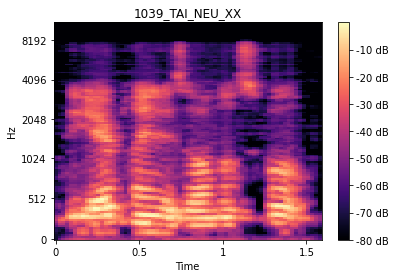 1039_TAI_NEU_XX
8192
4096
2048
1024
512
0
Hz
0
0.5
1
1.5
Time
-10 dB
-20 dB
-30 dB
-40 dB
-50 dB
-60 dB
-70 dB
-80 dB